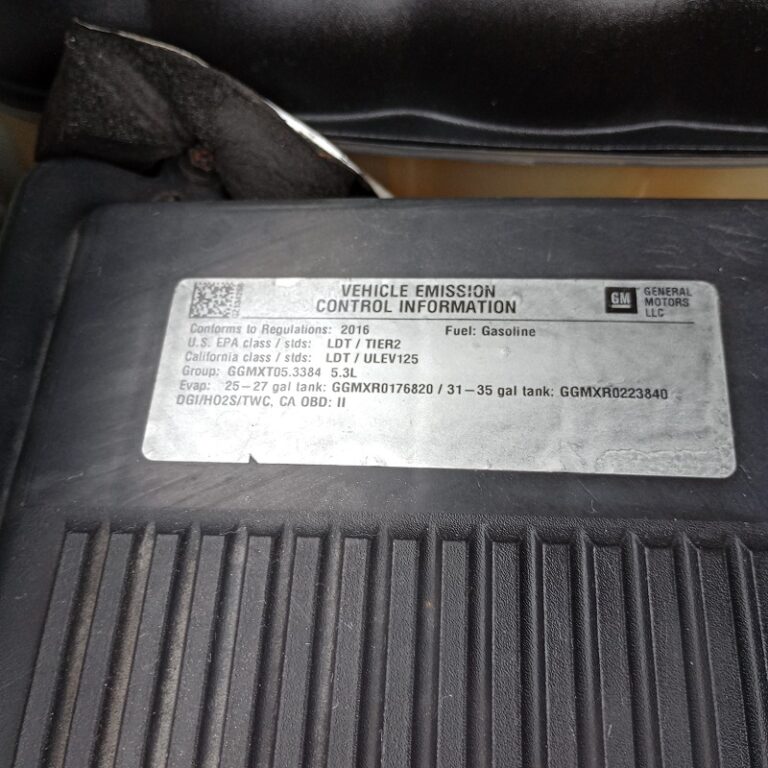 VEHICLE EMISSION
CONTROL INFORMATION
GM
GENERAL
MOTORS
LLC
Conforms to Regulations: 2016 Fuel: Gasoline
U.S. EPA class / stds: LDT / TIER2
California class / stds: LDT / ULEV125
Group: GGMXT05.3384 5.3L
Evap: 25-27 gal tank: GGMXR0176820 / 31-35 gal tank: GGMXR0223840
DGI/HO2S/TWC, CA OBD: II